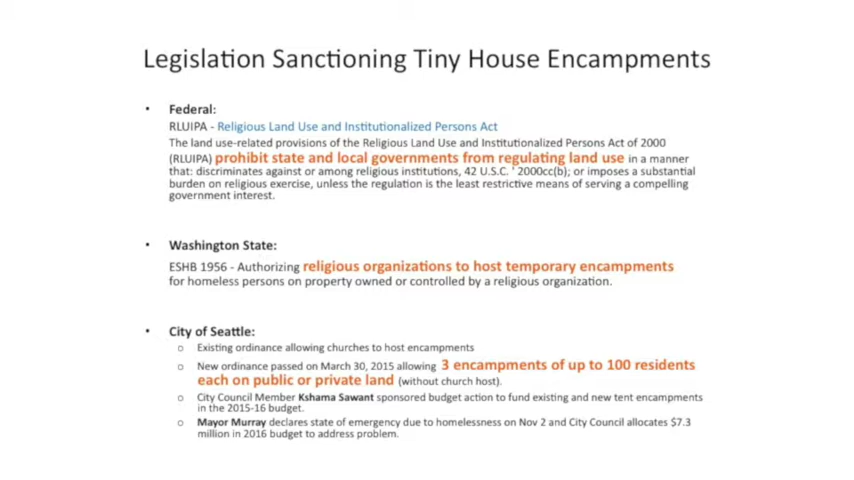 Legislation Sanctioning Tiny House Encampments
• Federal:
RLUIPA - Religious Land Use and Institutionalized Persons Act
The land use-related provisions of the Religious Land Use and Institutionalized Persons Act of 2000
(RLUIPA) prohibit state and local governments from regulating land use in a manner
that: discriminates against or among religious institutions, 42 U.S.C. ' 2000cc(b); or imposes a substantial
burden on religious exercise, unless the regulation is the least restrictive means of serving a compelling
government interest.
• Washington State:
ESHB 1956 - Authorizing religious organizations to host temporary encampments
for homeless persons on property owned or controlled by a religious organization.
• City of Seattle:
o Existing ordinance allowing churches to host encampments
o New ordinance passed on March 30, 2015 allowing 3 encampments of up to 100 residents
each on public or private land (without church host).
o City Council Member Kshama Sawant sponsored budget action to fund existing and new tent encampments
in the 2015-16 budget.
o Mayor Murray declares state of emergency due to homelessness on Nov 2 and City Council allocates $7.3
million in 2016 budget to address problem.